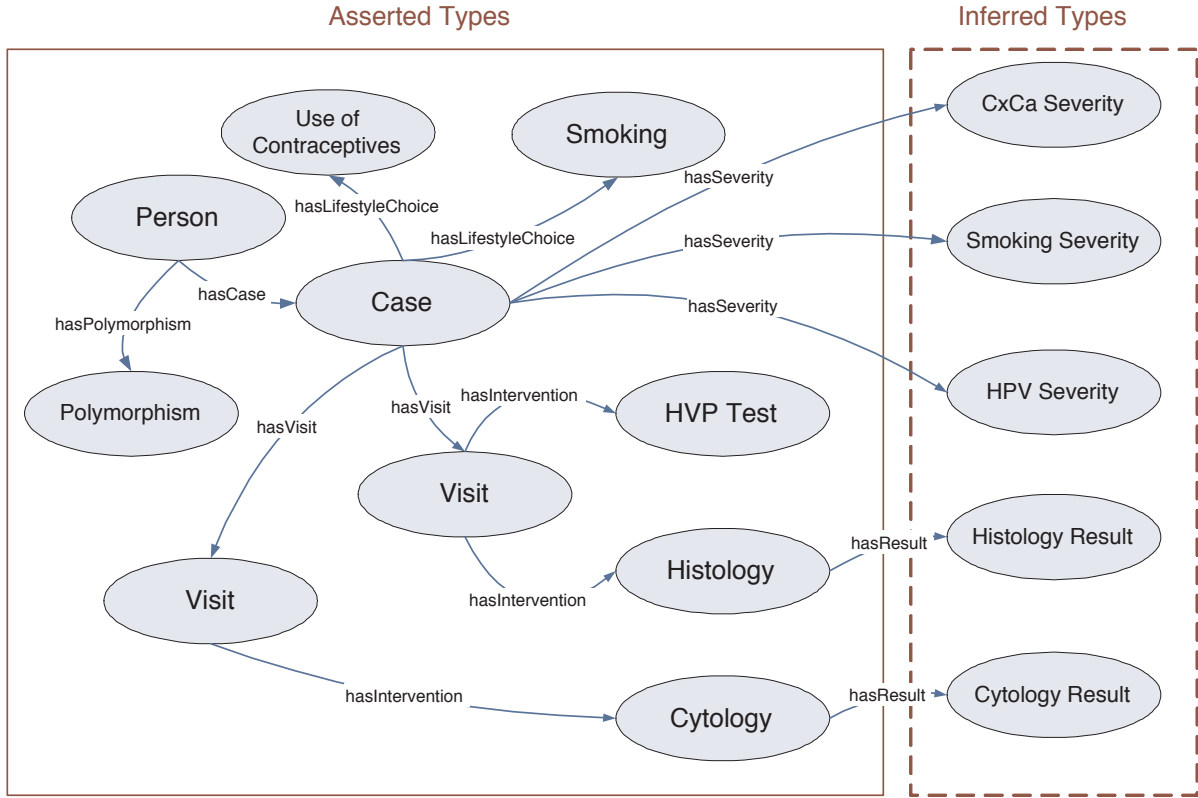 Asserted Types
Inferred Types
Use of
Contraceptives
Smoking
CxCa Severity
hasSeverity
Person
hasLifestyleChoice
hasLifestyleChoice
hasSeverity
Smoking Severity
hasCase
Case
hasSeverity
hasPolymorphism
Polymorphism
hasVisit
hasVisit
hasIntervention
HVP Test
HPV Severity
Visit
Histology
hasResult
Histology Result
hasIntervention
Visit
hasIntervention
Cytology
hasResult
Cytology Result